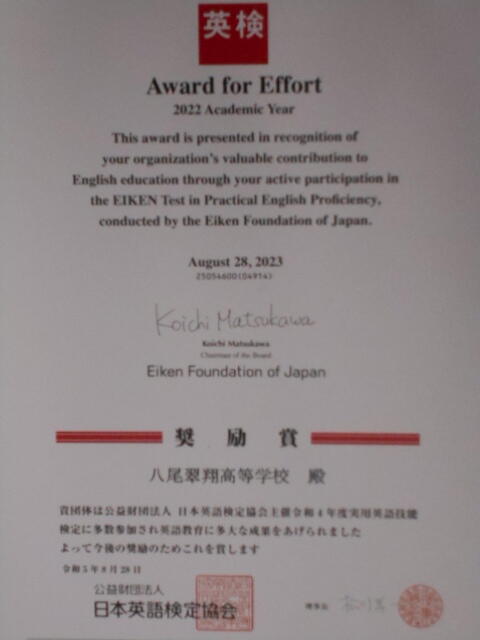 英検
Award for Effort
2022 Academic Year
This award is presented in recognition of
your organization's valuable contribution to
English education through your active participation in
the EIKEN Test in Practical English Proficiency,
conducted by the Eiken Foundation of Japan.
August 28, 2023
25054600(04914)
Koichi Matsukawa
Koichi Matsukawa
Chairman of the Board
Eiken Foundation of Japan
奨励賞
八尾翠翔高等学校 殿
貴団体は公益財団法人 日本英語検定協会主催令和4年度実用英語技能
検定に多数参加され英語教育に多大な成果をあげられました
よって今後の奨励のためこれを賞します
令和5年8月28日
公益財団法人
日本英語検定協会
理事長